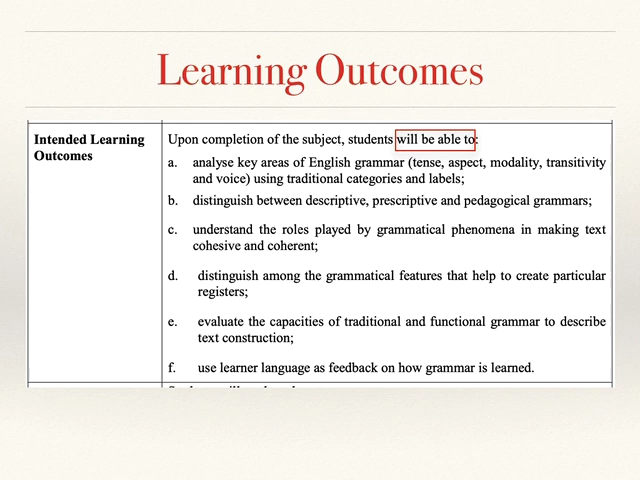 Learning Outcomes
Intended Learning
Outcomes
Upon completion of the subject, students will be able to:
a. analyse key areas of English grammar (tense, aspect, modality, transitivity
and voice) using traditional categories and labels;
b. distinguish between descriptive, prescriptive and pedagogical grammars;
c. understand the roles played by grammatical phenomena in making text
cohesive and coherent;
d. distinguish among the grammatical features that help to create particular
registers;
e. evaluate the capacities of traditional and functional grammar to describe
text construction;
f. use learner language as feedback on how grammar is learned.